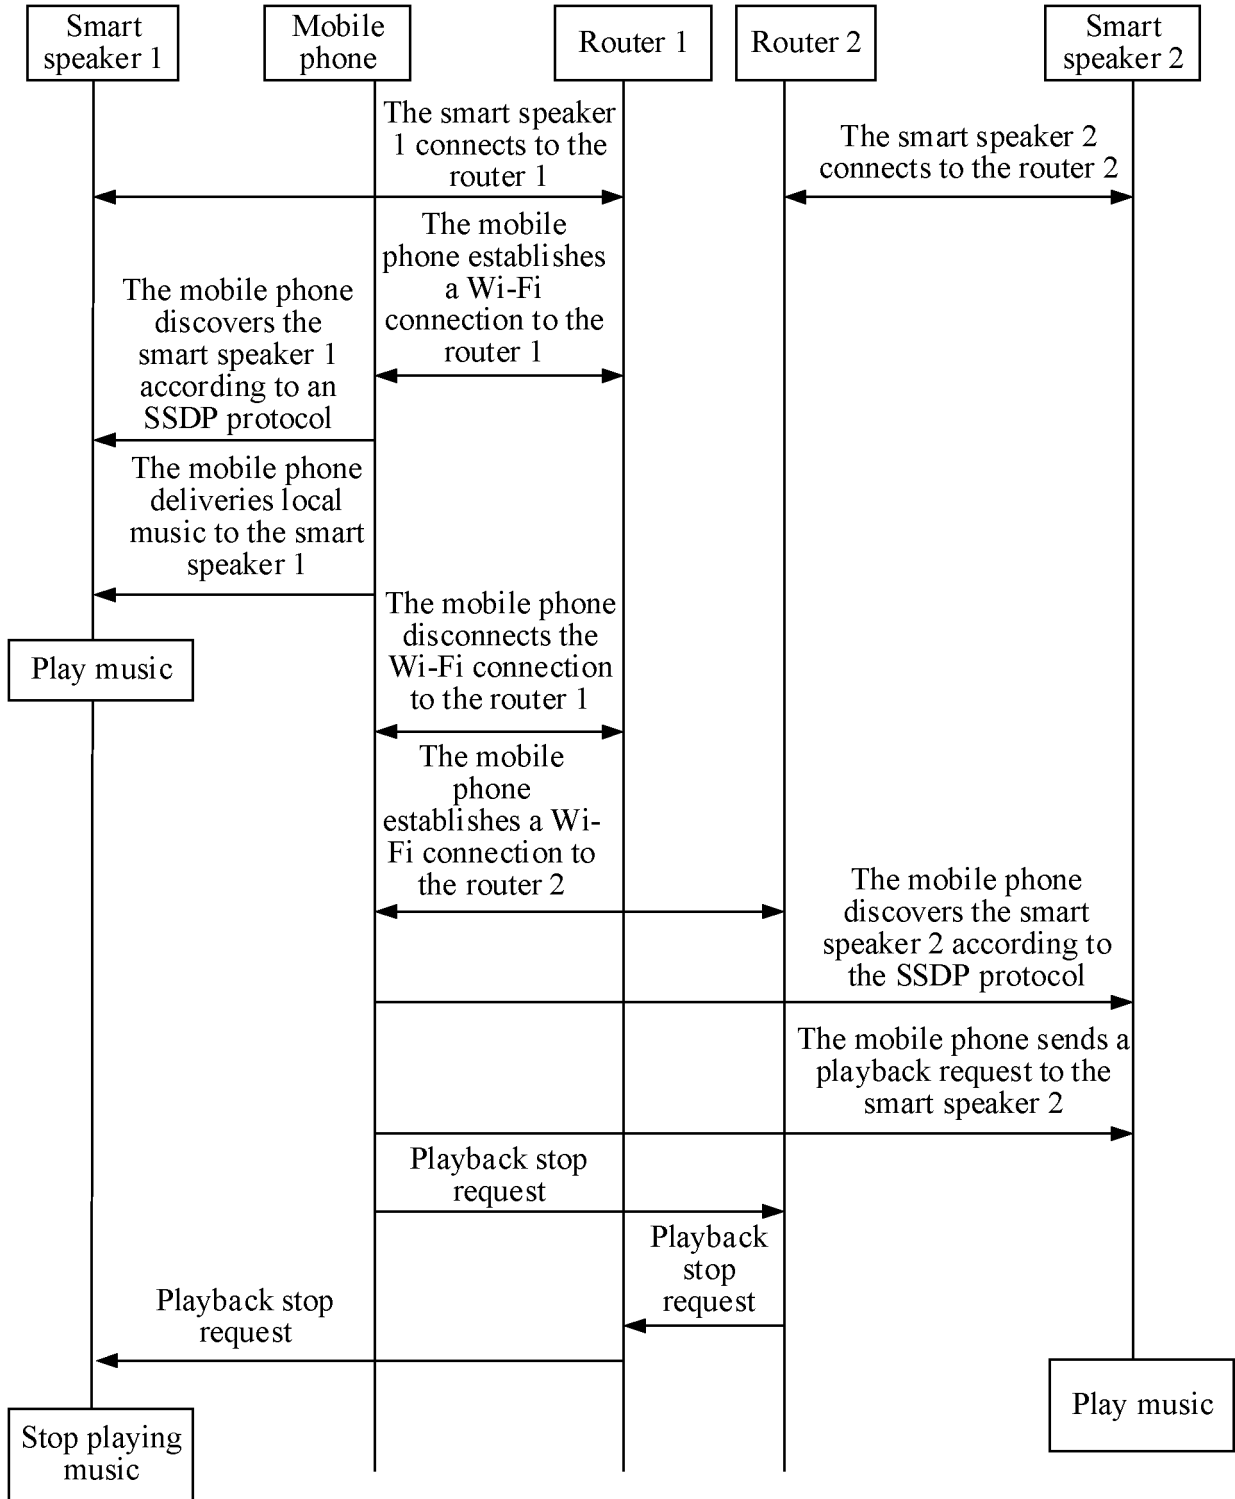 Smart
speaker 1
Mobile
phone
Router 1
Router 2
Smart
speaker 2
The smart speaker
1 connects to the
router 1
The smart speaker 2
connects to the router 2
The mobile
phone establishes
a Wi-Fi
connection to the
router 1
The mobile phone
discovers the
smart speaker 1
according to an
SSDP protocol
The mobile phone
deliveries local
music to the smart
speaker 1
The mobile phone
disconnects the
Wi-Fi connection
to the router 1
Play music
The mobile
phone
establishes a Wi-
Fi connection to
the router 2
The mobile phone
discovers the smart
speaker 2 according to
the SSDP protocol
The mobile phone sends a
playback request to the
smart speaker 2
Playback stop
request
Playback
stop
request
Playback stop
request
Play music
Stop playing
music